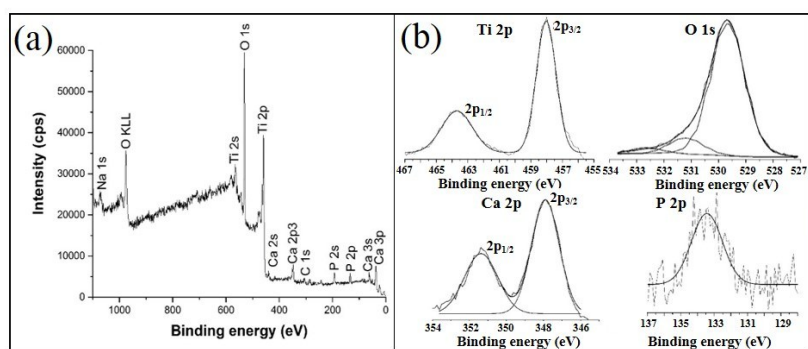 (a)
Intensity (cps)
60000
50000
40000
30000
20000
10000
0
Na 1s
O KLL
Ti 2s
O 1s
Ti 2p
Ca 2s
Ca 2p3
C 1s
P 2s
P 2p
Ca 3s
Ca 3p
1000 800 600 400 200 0
Binding energy (eV)
(b)
Ti 2p
2p3/2
2p1/2
467 465 463 461 459 457 455
Binding energy (eV)
O 1s
534 533 532 531 530 529 528 527
Binding energy (eV)
Ca 2p
2p3/2
2p1/2
354 352 350 348 346
Binding energy (eV)
P 2p
137 135 133 131 129 128
Binding energy (eV)